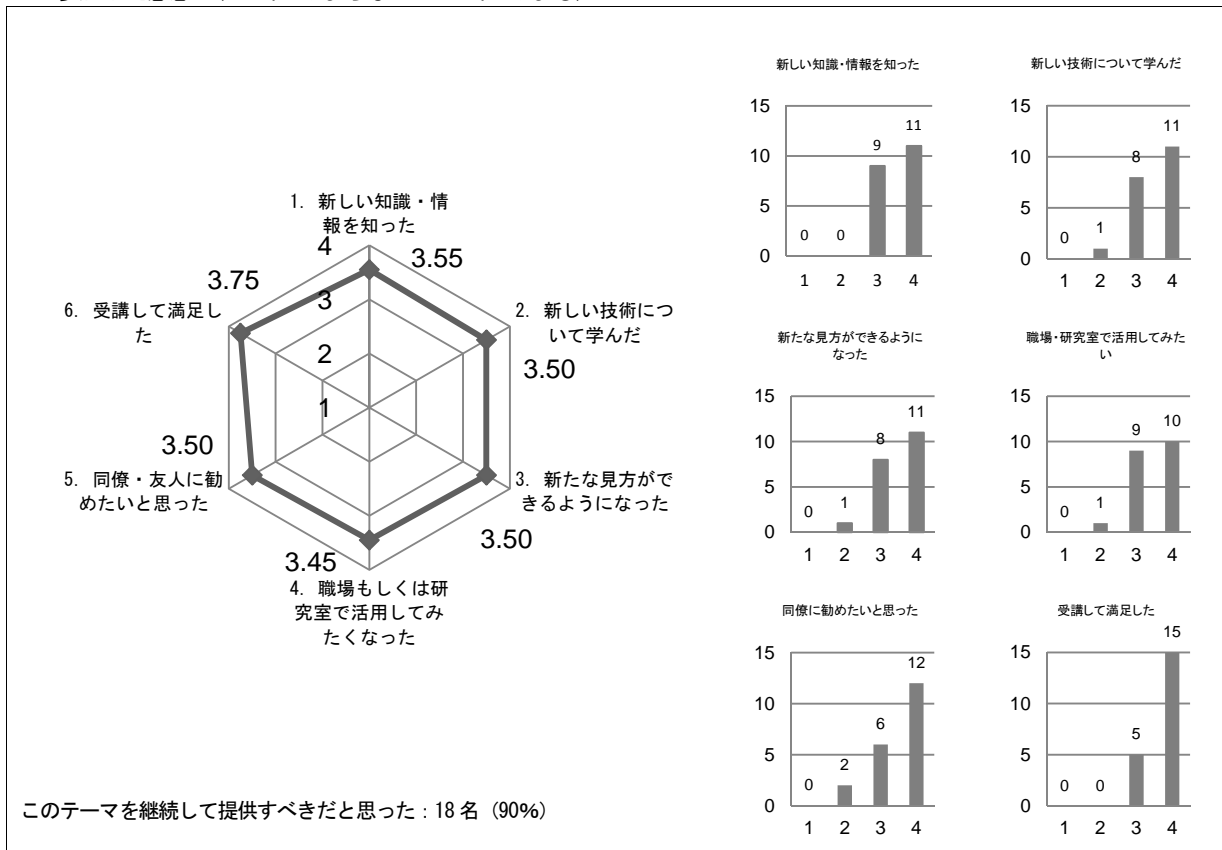 1. 新しい知識・情
報を知った
4
3.55
3.75
3
6. 受講して満足し
た
2. 新しい技術につ
いて学んだ
2
3.50
1
3.50
5. 同僚・友人に勧
めたいと思った
3. 新たな見方がで
きるようになった
3.50
3.45
4. 職場もしくは研
究室で活用してみ
たくなった
このテーマを継続して提供すべきだと思った：18 名（90%）
新しい知識・情報を知った
15
10
5
0
0
0
9
11
1 2 3 4
新しい技術について学んだ
15
10
5
0
0
1
8
11
1 2 3 4
新たな見方ができるように
なった
15
10
5
0
0
1
8
11
1 2 3 4
職場・研究室で活用してみた
い
15
10
5
0
0
1
9
10
1 2 3 4
同僚に勧めたいと思った
15
10
5
0
0
2
6
12
1 2 3 4
受講して満足した
15
10
5
0
0
0
5
15
1 2 3 4